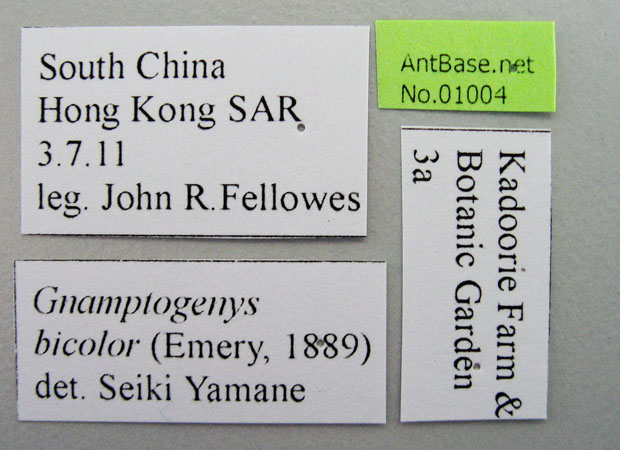 South China
Hong Kong SAR
3.7.11
leg. John R.Fellowes
AntBase.net
No.01004
Kadoorie Farm &
Botanic Garden
3a
Gnamptogenys
bicolor (Emery, 1889)
det. Seiki Yamane